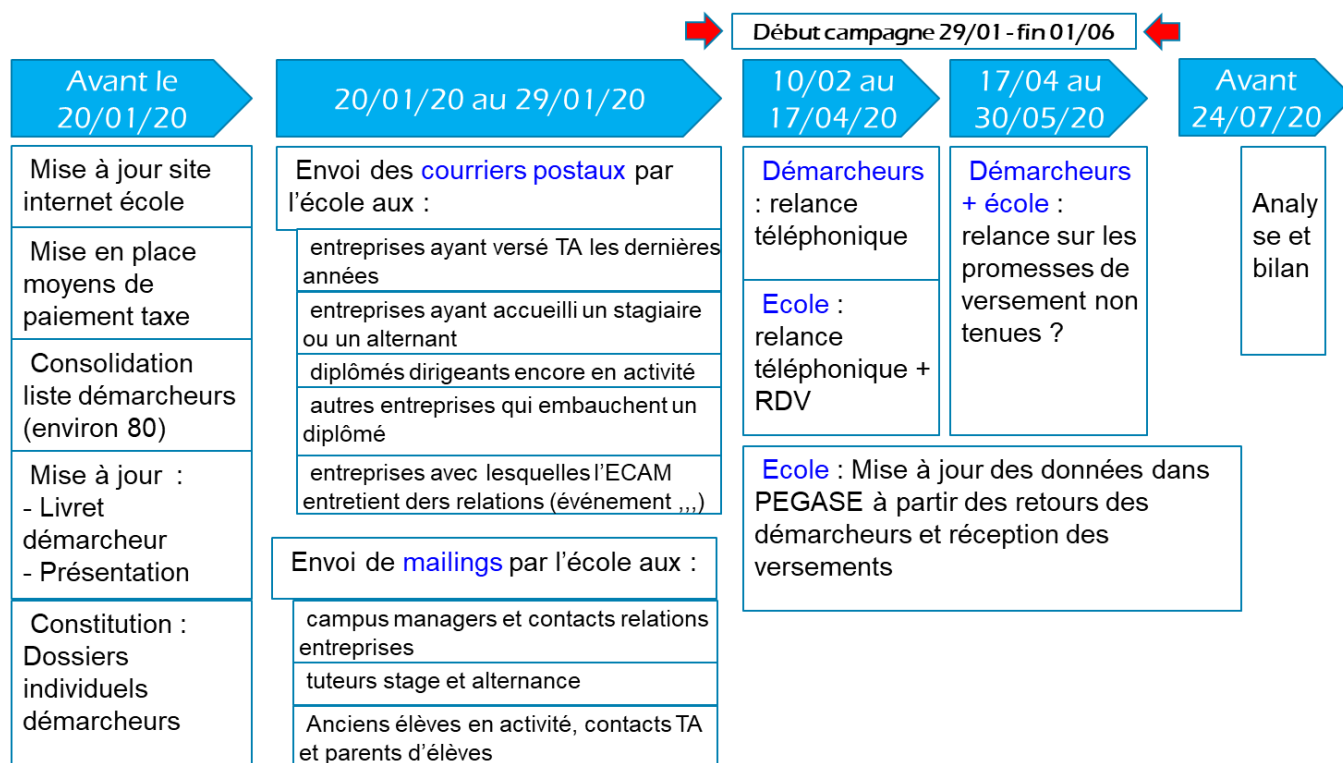 Début campagne 29/01 - fin 01/06
Avant le
20/01/20
20/01/20 au 29/01/20
10/02 au
17/04/20
17/04 au
30/05/20
Avant
24/07/20
Mise à jour site
internet école
Mise en place
moyens de
paiement taxe
Consolidation
liste démarcheurs
(environ 80)
Mise à jour :
- Livret
démarcheur
- Présentation
Constitution :
Dossiers
individuels
démarcheurs
Envoi des courriers postaux par
l'école aux :
entreprises ayant versé TA les dernières
années
entreprises ayant accueilli un stagiaire
ou un alternant
diplômés dirigeants encore en activité
autres entreprises qui embauchent un
diplômé
entreprises avec lesquelles l'ECAM
entretient ders relations (événement ,,,)
Envoi de mailings par l'école aux :
campus managers et contacts relations
entreprises
tuteurs stage et alternance
Anciens élèves en activité, contacts TA
et parents d'élèves
Démarcheurs
: relance
téléphonique
Ecole :
relance
téléphonique +
RDV
Démarcheurs
+ école :
relance sur les
promesses de
versement non
tenues ?
Ecole : Mise à jour des données dans
PEGASE à partir des retours des
démarcheurs et réception des
versements
Analy
se et
bilan